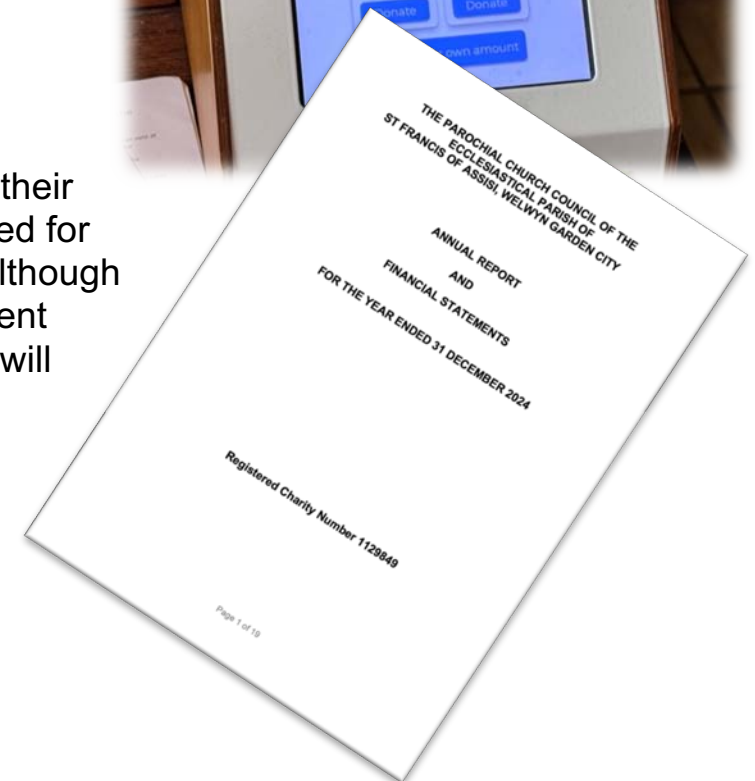 Donate
Donate
own amount
their
ed for
lthough
ent
will
THE PAROCHIAL CHURCH COUNCIL OF THE
ECCLESIASTICAL PARISH OF
ST FRANCIS OF ASSISI, WELWYN GARDEN CITY
ANNUAL REPORT
AND
FINANCIAL STATEMENTS
FOR THE YEAR ENDED 31 DECEMBER 2024
Registered Charity Number 1129849
Page 1 of 19